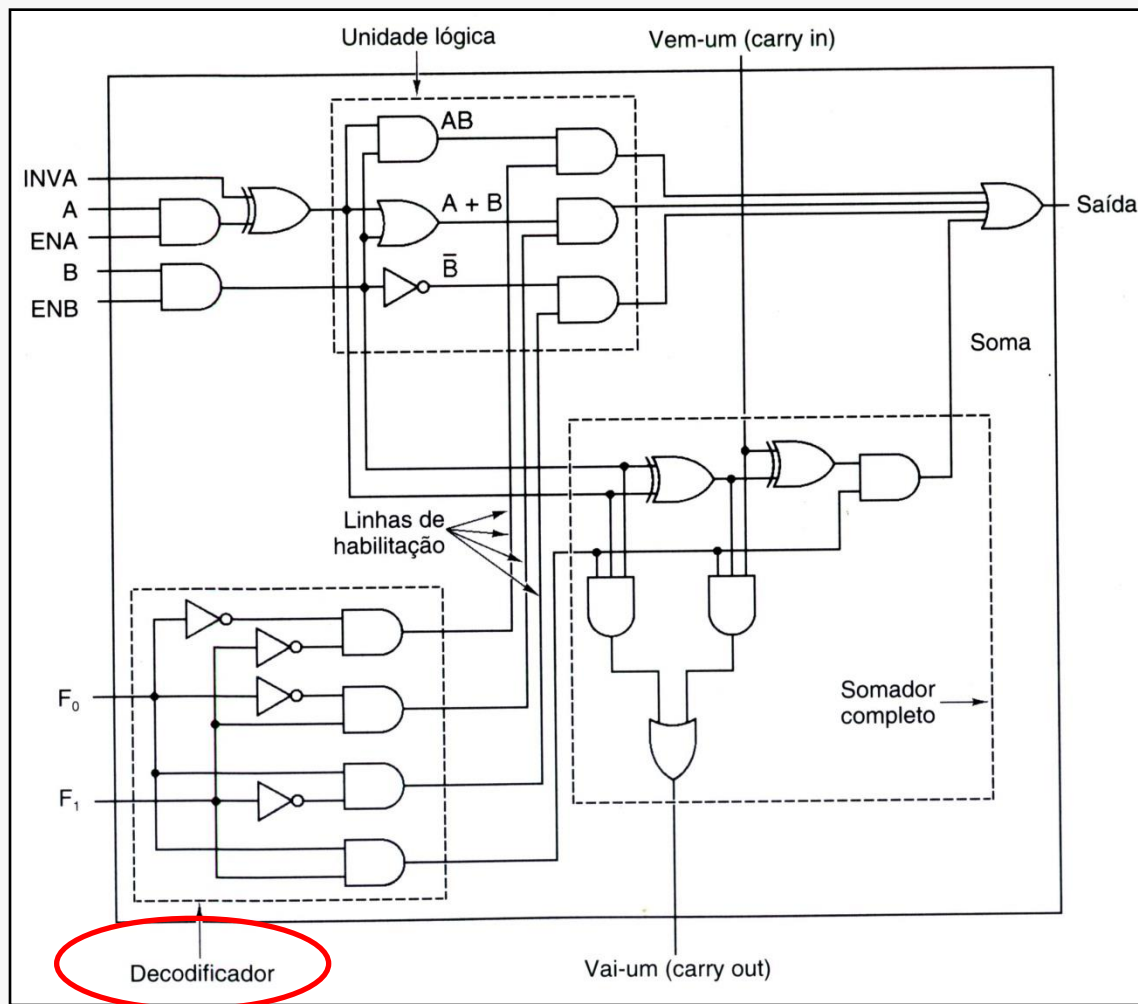 Unidade lógica
Vem-um (carry in)
AB
INVA
A
A + B
Saída
ENA
B
B̅
ENB
Soma
Linhas de
habilitação
F₀
Somador
completo
F₁
Decodificador
Vai-um (carry out)